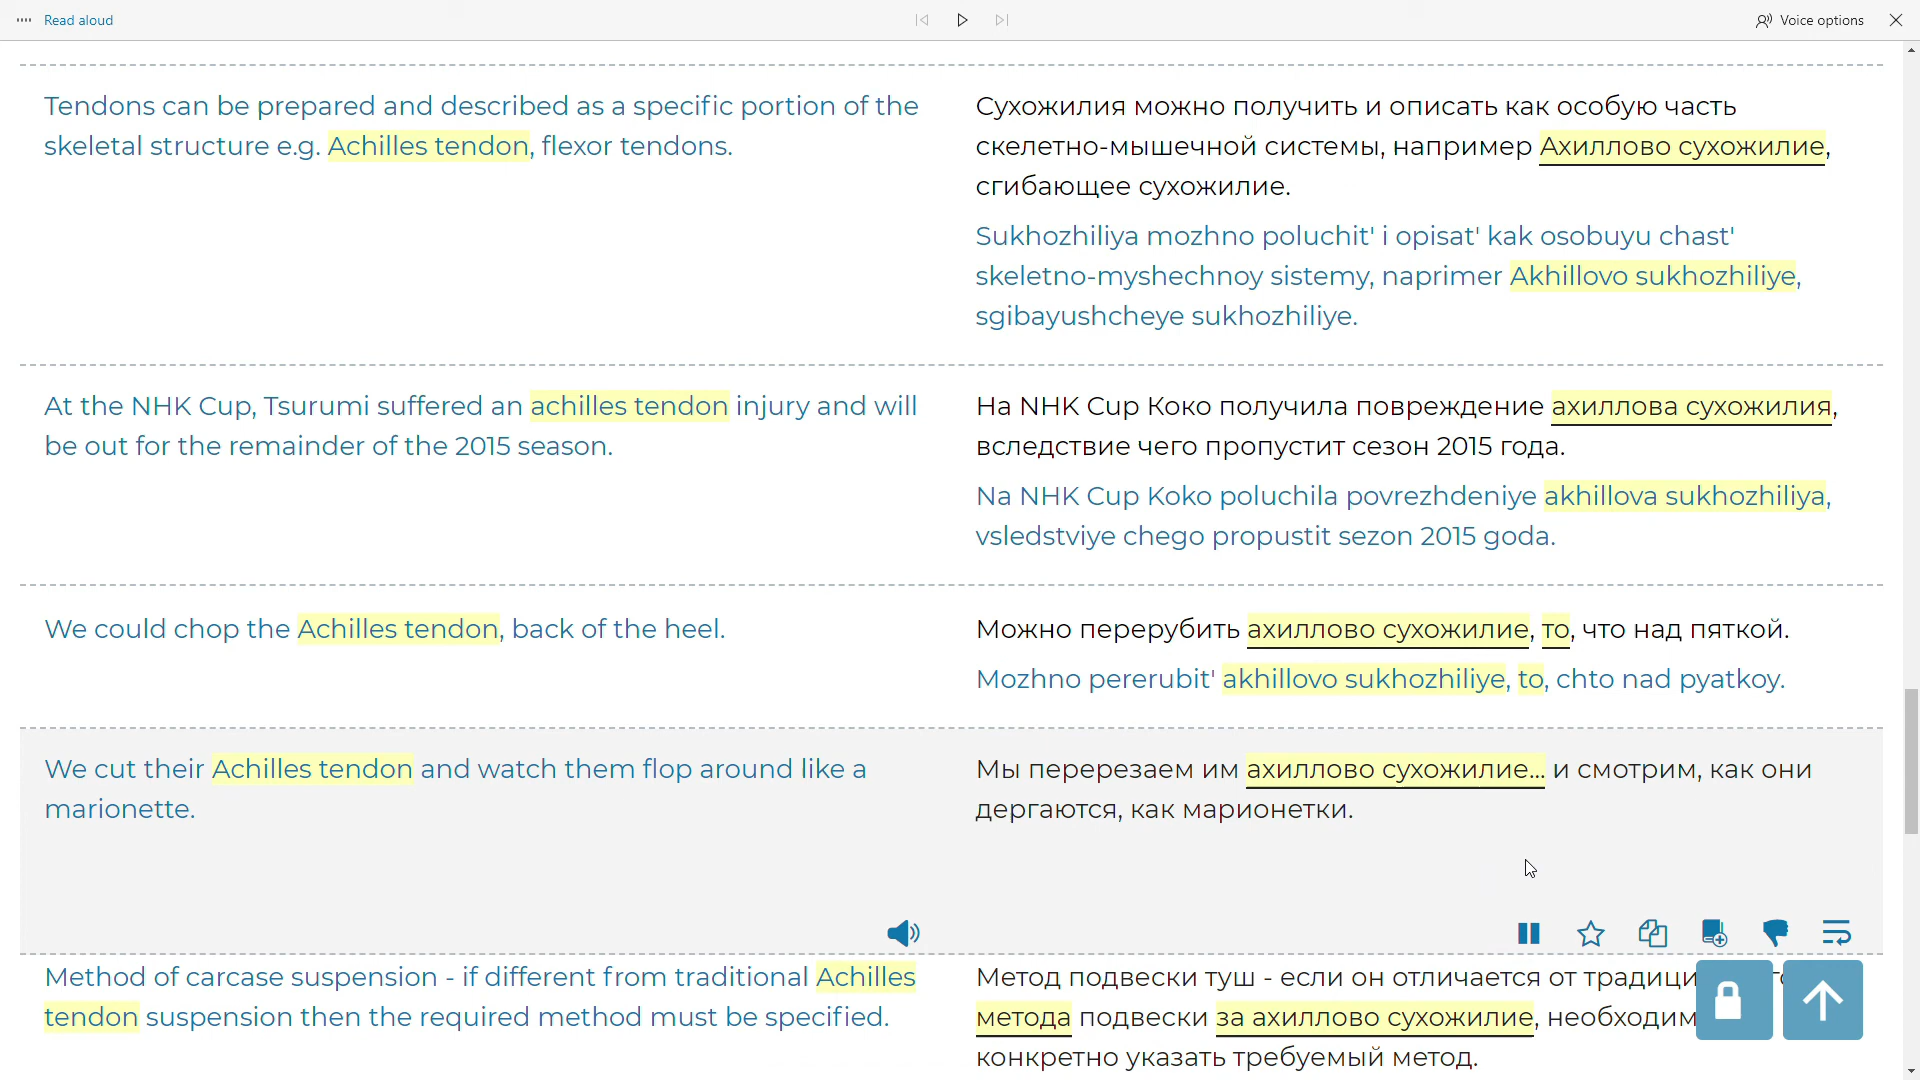 Read aloud
Voice options
Tendons can be prepared and described as a specific portion of the
skeletal structure e.g. Achilles tendon, flexor tendons.
Сухожилия можно получить и описать как особую часть
скелетно-мышечной системы, например Ахиллово сухожилие,
сгибающее сухожилие.
Sukhozhiliya mozhno poluchit' i opisat' kak osobuyu chast'
skeletno-myshechnoy sistemy, naprimer Akhillovo sukhozhiliye,
sgibayushcheye sukhozhiliye.
At the NHK Cup, Tsurumi suffered an achilles tendon injury and will
be out for the remainder of the 2015 season.
На NHK Cup Коко получила повреждение ахиллова сухожилия,
вследствие чего пропустит сезон 2015 года.
Na NHK Cup Koko poluchila povrezhdeniye akhillova sukhozhiliya,
vsledstviye chego propustit sezon 2015 goda.
We could chop the Achilles tendon, back of the heel.
Можно перерубить ахиллово сухожилие, то, что над пяткой.
Mozhno pererubit' akhillovo sukhozhiliye, to, chto nad pyatkoy.
We cut their Achilles tendon and watch them flop around like a
marionette.
Мы перерезаем им ахиллово сухожилие... и смотрим, как они
дергаются, как марионетки.
Method of carcase suspension - if different from traditional Achilles
tendon suspension then the required method must be specified.
Метод подвески туш - если он отличается от
метода подвески за ахиллово сухожилие,
конкретно указать требуемый метод.